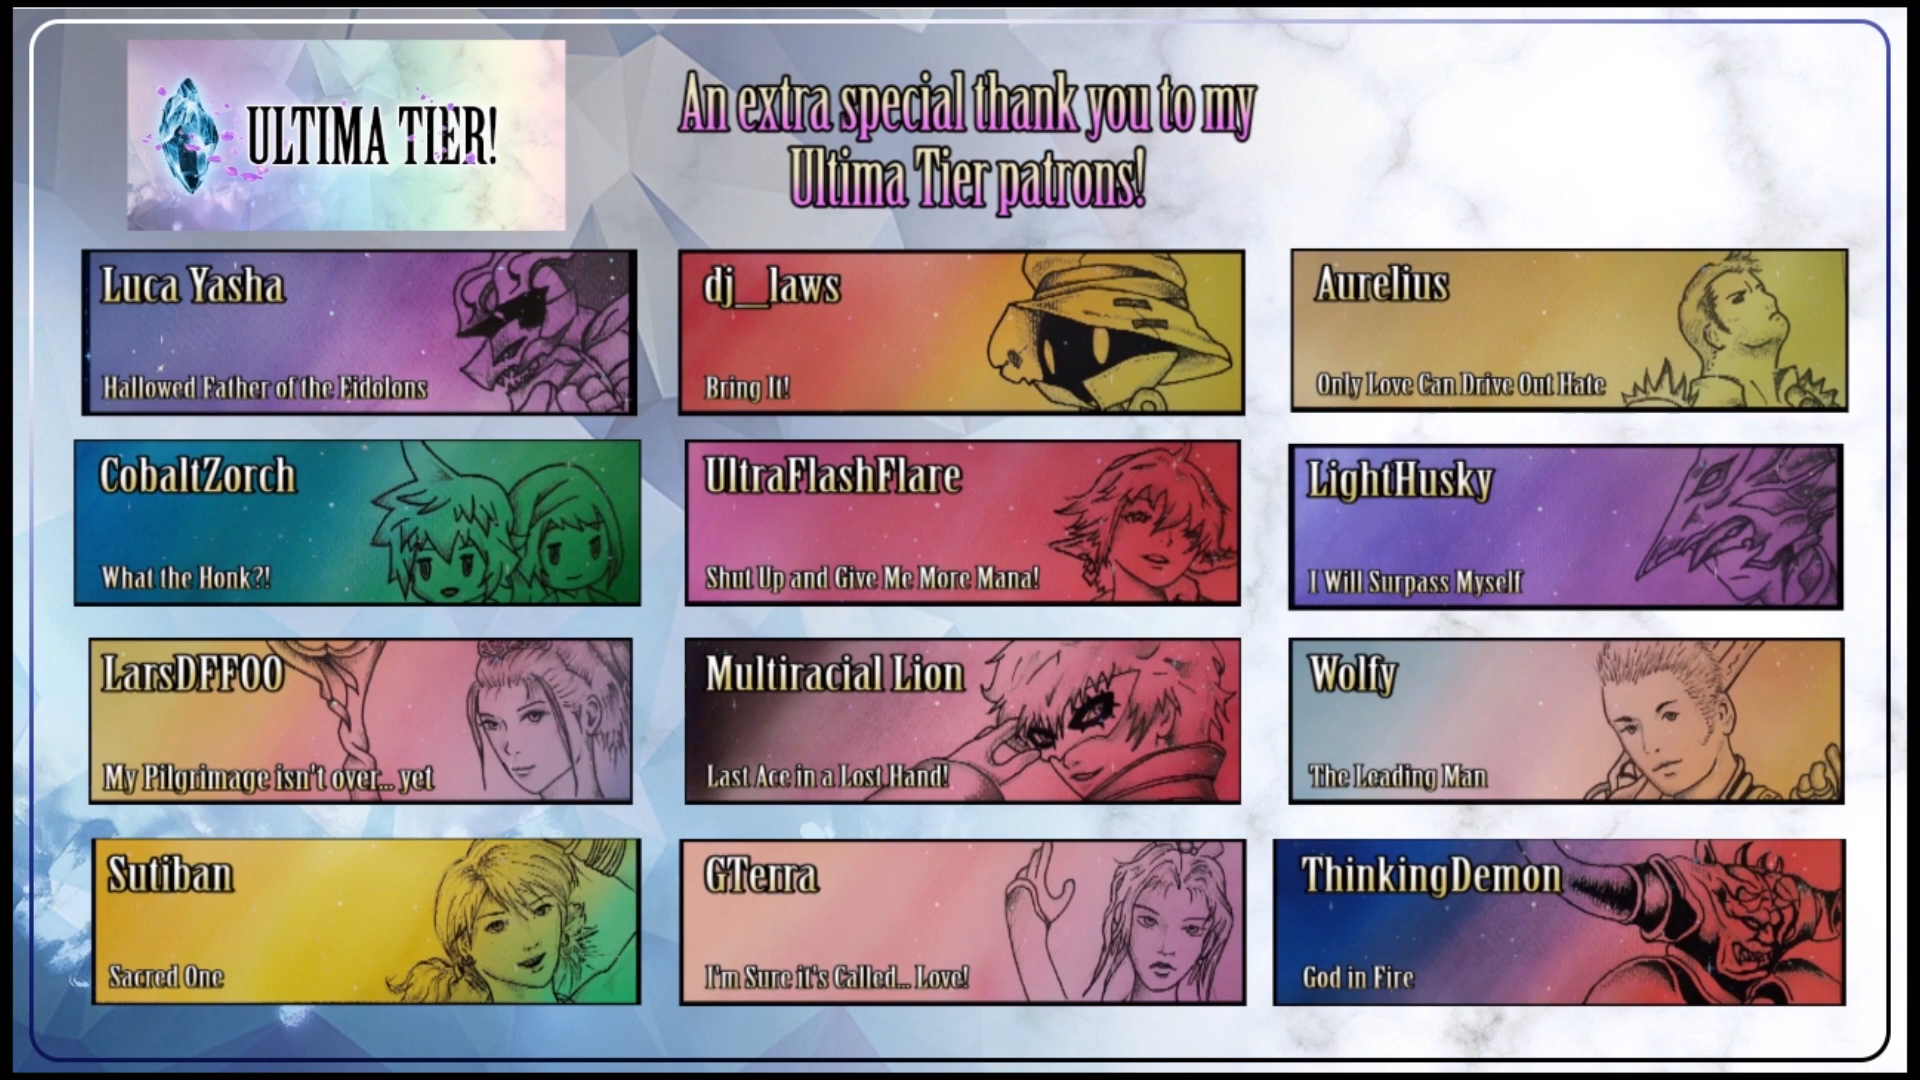 ULTIMA TIER!
An extra special thank you to my
Ultima Tier patrons!
Luca Yasha
Hallowed Father of the Eidolons
dj__laws
Bring It!
Aurelius
Only Love Can Drive Out Hate
CobaltZorch
What the Honk?!
UltraFlashFlare
Shut Up and Give Me More Mana!
LightHusky
I Will Surpass Myself
LarsDFFOO
My Pilgrimage isn't over... yet
Multiracial Lion
Last Ace in a Lost Hand!
Wolfy
The Leading Man
Sutiban
Sacred One
GTerra
I'm Sure it's Called... Love!
ThinkingDemon
God in Fire